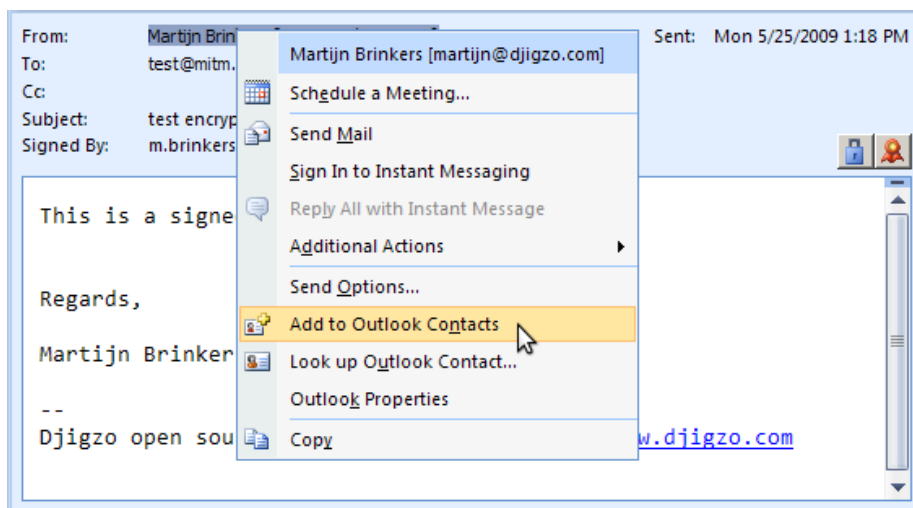 From: Martijn Brin Sent: Mon 5/25/2009 1:18 PM
To: test@mitm.
Cc:
Subject: test encryp
Signed By: m.brinkers
Martijn Brinkers [martijn@djigzo.com]
Schedule a Meeting...
Send Mail
Sign In to Instant Messaging
Reply All with Instant Message
Additional Actions
Send Options...
Add to Outlook Contacts
Look up Outlook Contact...
Outlook Properties
Copy
This is a signe
Regards,
Martijn Brinker
--
Djigzo open sou w.djigzo.com